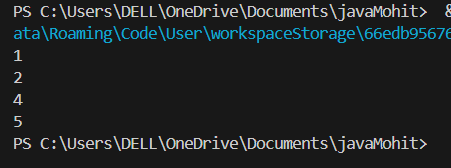 PS C:\Users\DELL\OneDrive\Documents\javaMohit>  &
ata\Roaming\Code\User\workspaceStorage\66edb95676
1
2
4
5
PS C:\Users\DELL\OneDrive\Documents\javaMohit>